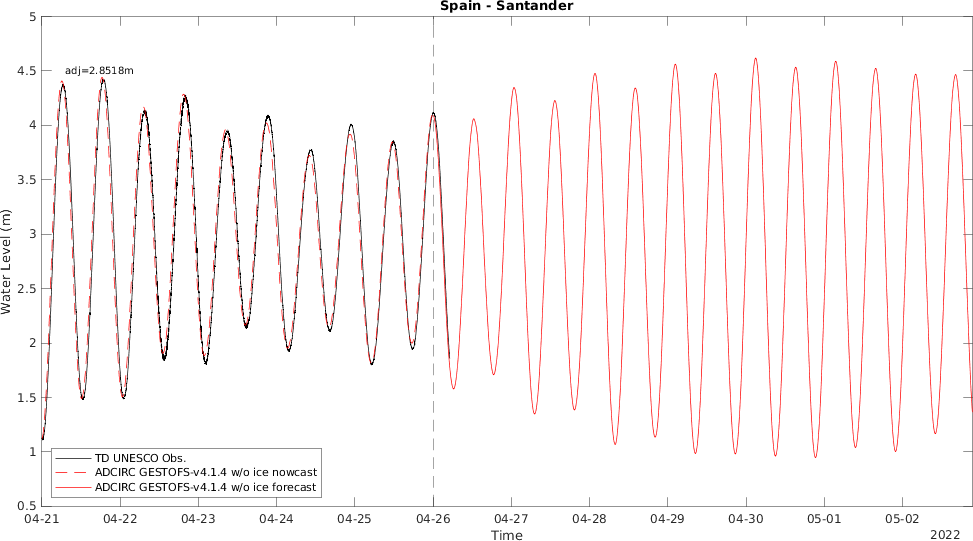 Spain - Santander
adj=2.8518m
5
4.5
4
3.5
3
2.5
2
1.5
1
0.5
Water Level (m)
TD UNESCO Obs.
ADCIRC GESTOFS-v4.1.4 w/o ice nowcast
ADCIRC GESTOFS-v4.1.4 w/o ice forecast
04-21 04-22 04-23 04-24 04-25 04-26 04-27 04-28 04-29 04-30 05-01 05-02
Time
2022